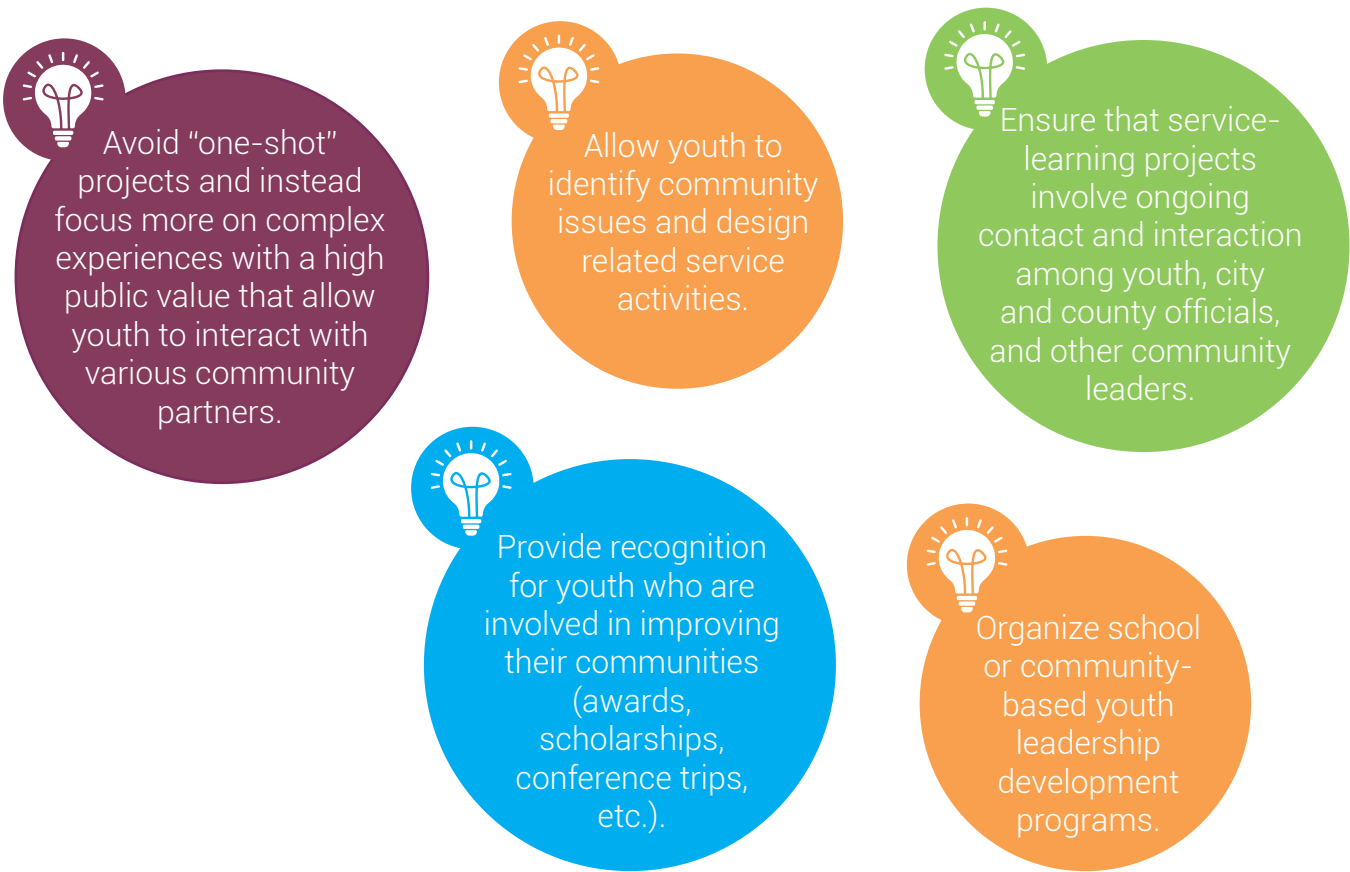 Avoid “one-shot”
projects and instead
focus more on complex
experiences with a high
public value that allow
youth to interact with
various community
partners.
Allow youth to
identify community
issues and design
related service
activities.
Ensure that service-
learning projects
involve ongoing
contact and interaction
among youth, city
and county officials,
and other community
leaders.
Provide recognition
for youth who are
involved in improving
their communities
(awards,
scholarships,
conference trips,
etc.).
Organize school
or community-
based youth
leadership
development
programs.